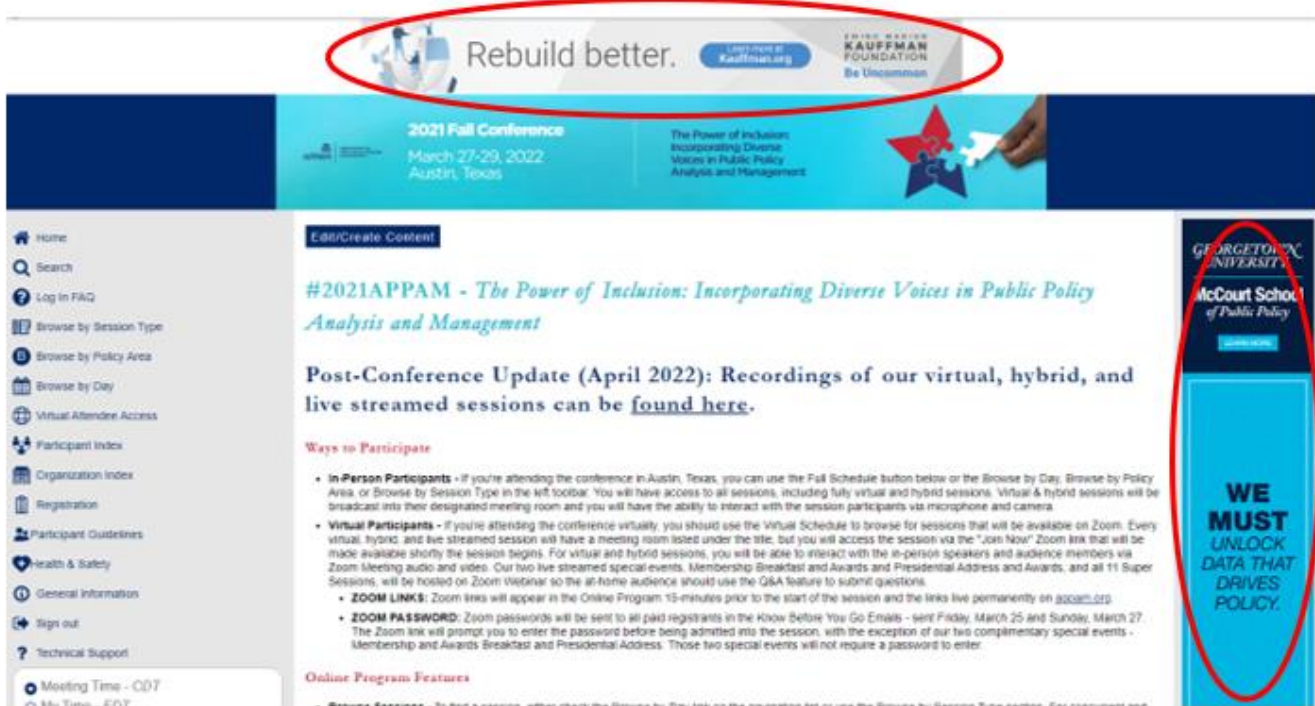 Rebuild better.
Learn more at
Kauffman.org
EWING MARION
KAUFFMAN
FOUNDATION
Be Uncommon
2021 Fall Conference
March 27-29, 2022
Austin, Texas
The Power of Inclusion:
Incorporating Diverse
Voices in Public Policy
Analysis and Management
Home
Search
Log In FAQ
Browse by Session Type
Browse by Policy Area
Browse by Day
Virtual Attendee Access
Participant Index
Organization Index
Registration
Participant Guidelines
Health & Safety
General Information
Sign out
Technical Support
Meeting Time - CDT
My Time - EDT
Edit/Create Content
#2021APPAM - The Power of Inclusion: Incorporating Diverse Voices in Public Policy
Analysis and Management
Post-Conference Update (April 2022): Recordings of our virtual, hybrid, and
live streamed sessions can be found here.
Ways to Participate
• In-Person Participants - If you're attending the conference in Austin, Texas, you can use the Full Schedule button below or the Browse by Day, Browse by Policy
Area, or Browse by Session Type in the left toolbar. You will have access to all sessions, including fully virtual and hybrid sessions. Virtual & hybrid sessions will be
broadcast into their designated meeting room and you will have the ability to interact with the session participants via microphone and camera.
• Virtual Participants - If you're attending the conference virtually, you should use the Virtual Schedule to browse for sessions that will be available on Zoom. Every
virtual, hybrid, and live streamed session will have a meeting room listed under the title, but you will access the session via the "Join Now" Zoom link that will be
made available shortly the session begins. For virtual and hybrid sessions, you will be able to interact with the in-person speakers and audience members via
Zoom Meeting audio and video. Our two live streamed special events, Membership Breakfast and Awards and Presidential Address and Awards, and all 11 Super
Sessions, will be hosted on Zoom Webinar so the at-home audience should use the Q&A feature to submit questions.
• ZOOM LINKS: Zoom links will appear in the Online Program 15-minutes prior to the start of the session and the links live permanently on appam.org.
• ZOOM PASSWORD: Zoom passwords will be sent to all paid registrants in the Know Before You Go Emails - sent Friday, March 25 and Sunday, March 27.
The Zoom link will prompt you to enter the password before being admitted into the session, with the exception of our two complimentary special events -
Membership and Awards Breakfast and Presidential Address. Those two special events will not require a password to enter.
Online Program Features
GEORGETOWN
UNIVERSITY
McCourt School
of Public Policy
LEARN MORE
WE
MUST
UNLOCK
DATA THAT
DRIVES
POLICY.